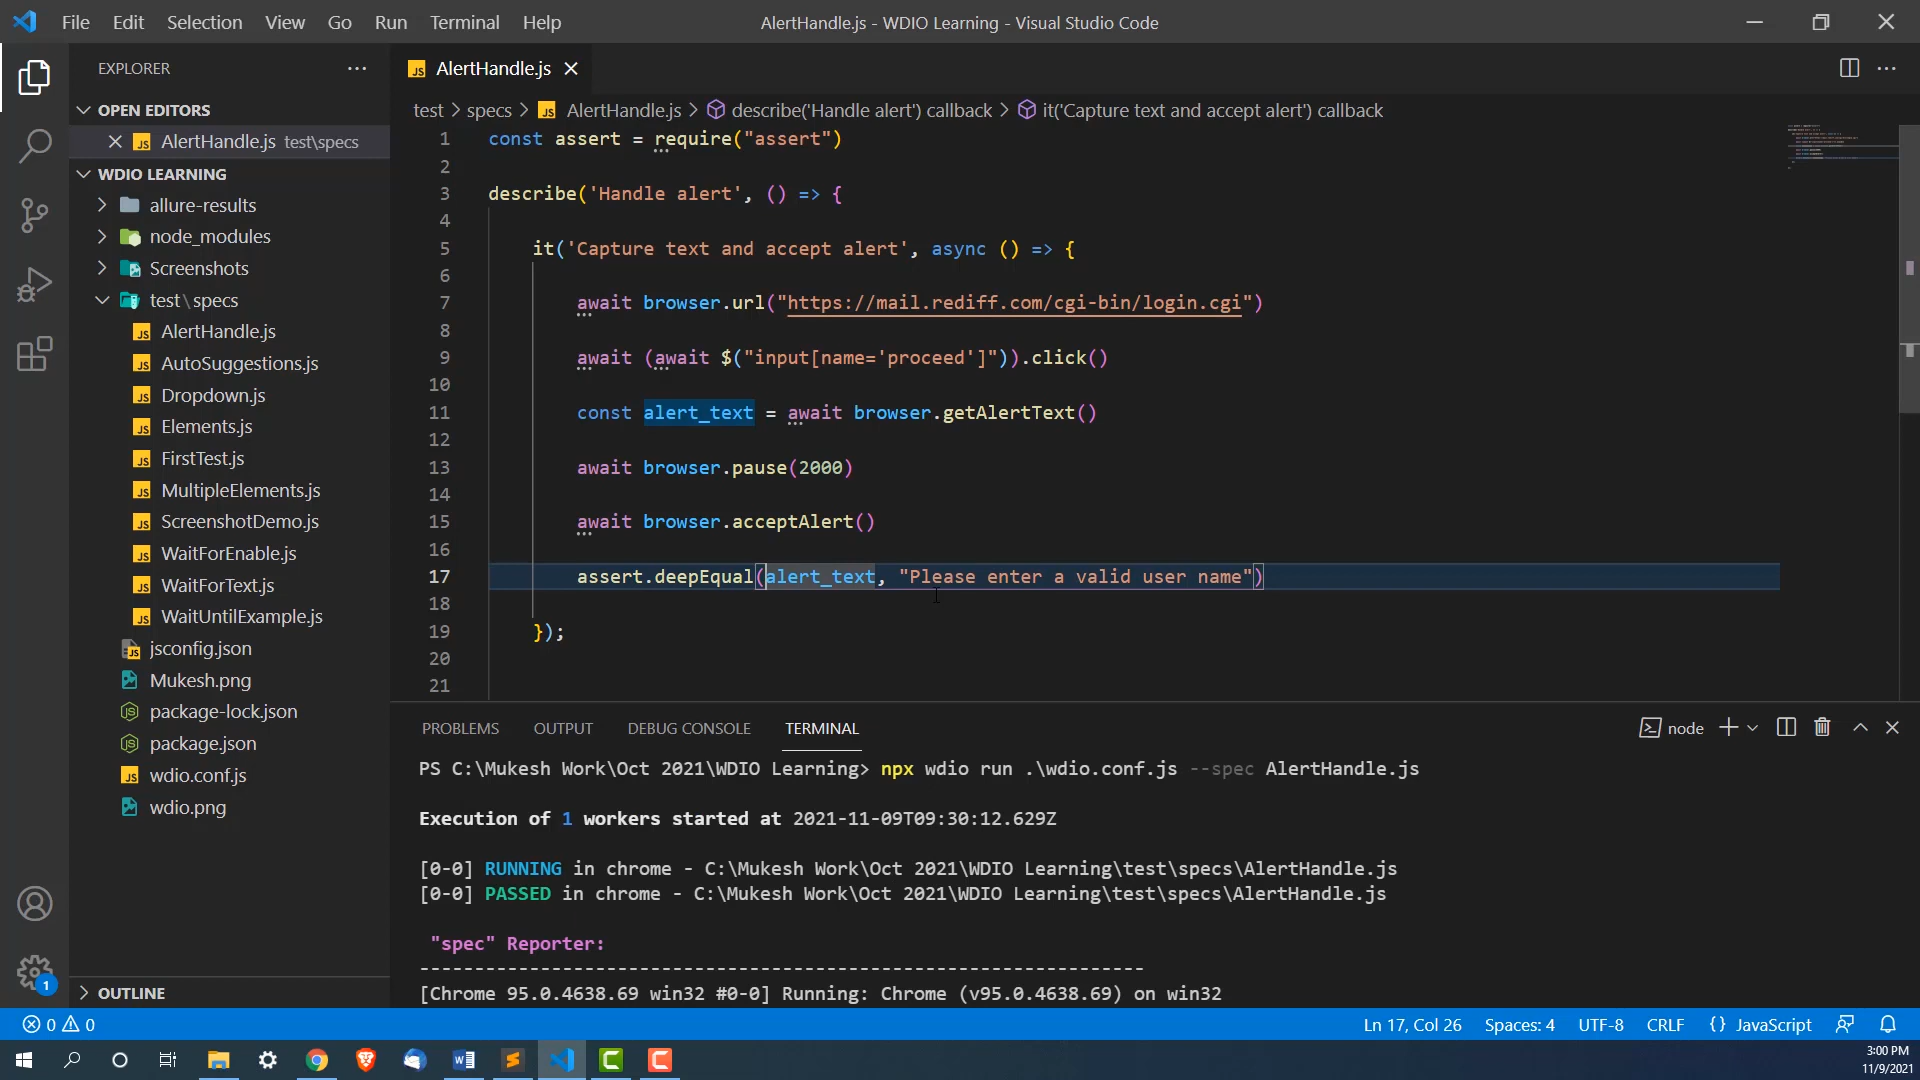 File Edit Selection View Go Run Terminal Help
AlertHandle.js - WDIO Learning - Visual Studio Code
EXPLORER
OPEN EDITORS
AlertHandle.js test\specs
WDIO LEARNING
allure-results
node_modules
Screenshots
test\specs
AlertHandle.js
AutoSuggestions.js
Dropdown.js
Elements.js
FirstTest.js
MultipleElements.js
ScreenshotDemo.js
WaitForEnable.js
WaitForText.js
WaitUntilExample.js
jsconfig.json
Mukesh.png
package-lock.json
package.json
wdio.conf.js
wdio.png
OUTLINE
AlertHandle.js
test > specs > AlertHandle.js > describe('Handle alert') callback > it('Capture text and accept alert') callback
1 const assert = require("assert")
2
3 describe('Handle alert', () => {
4
5 it('Capture text and accept alert', async () => {
6
7 await browser.url("https://mail.rediff.com/cgi-bin/login.cgi")
8
9 await (await $("input[name='proceed']")).click()
10
11 const alert_text = await browser.getAlertText()
12
13 await browser.pause(2000)
14
15 await browser.acceptAlert()
16
17 assert.deepEqual(alert_text, "Please enter a valid user name")
18
19 });
20
21
PROBLEMS OUTPUT DEBUG CONSOLE TERMINAL
node
PS C:\Mukesh Work\Oct 2021\WDIO Learning> npx wdio run .\wdio.conf.js --spec AlertHandle.js
Execution of 1 workers started at 2021-11-09T09:30:12.629Z
[0-0] RUNNING in chrome - C:\Mukesh Work\Oct 2021\WDIO Learning\test\specs\AlertHandle.js
[0-0] PASSED in chrome - C:\Mukesh Work\Oct 2021\WDIO Learning\test\specs\AlertHandle.js
"spec" Reporter:
------------------------------------------------------------------
[Chrome 95.0.4638.69 win32 #0-0] Running: Chrome (v95.0.4638.69) on win32
1
0 0
Ln 17, Col 26 Spaces: 4 UTF-8 CRLF {} JavaScript
3:00 PM
11/9/2021